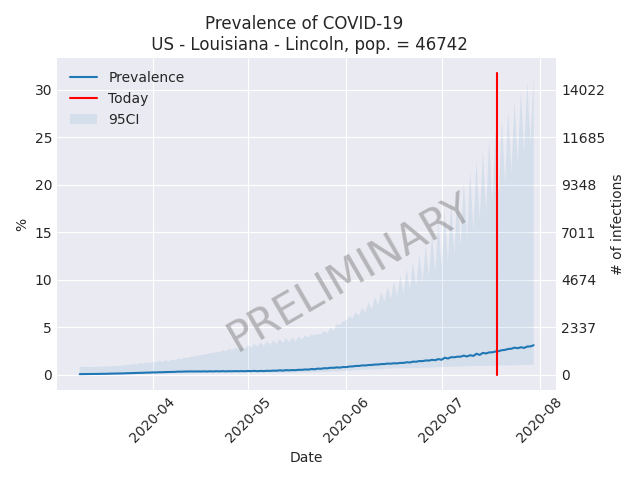 Prevalence of COVID-19
US - Louisiana - Lincoln, pop. = 46742
Prevalence
Today
95CI
PRELIMINARY
%
30
25
20
15
10
5
0
14022
11685
9348
7011
4674
2337
0
# of infections
2020-04
2020-05
2020-06
2020-07
2020-08
Date